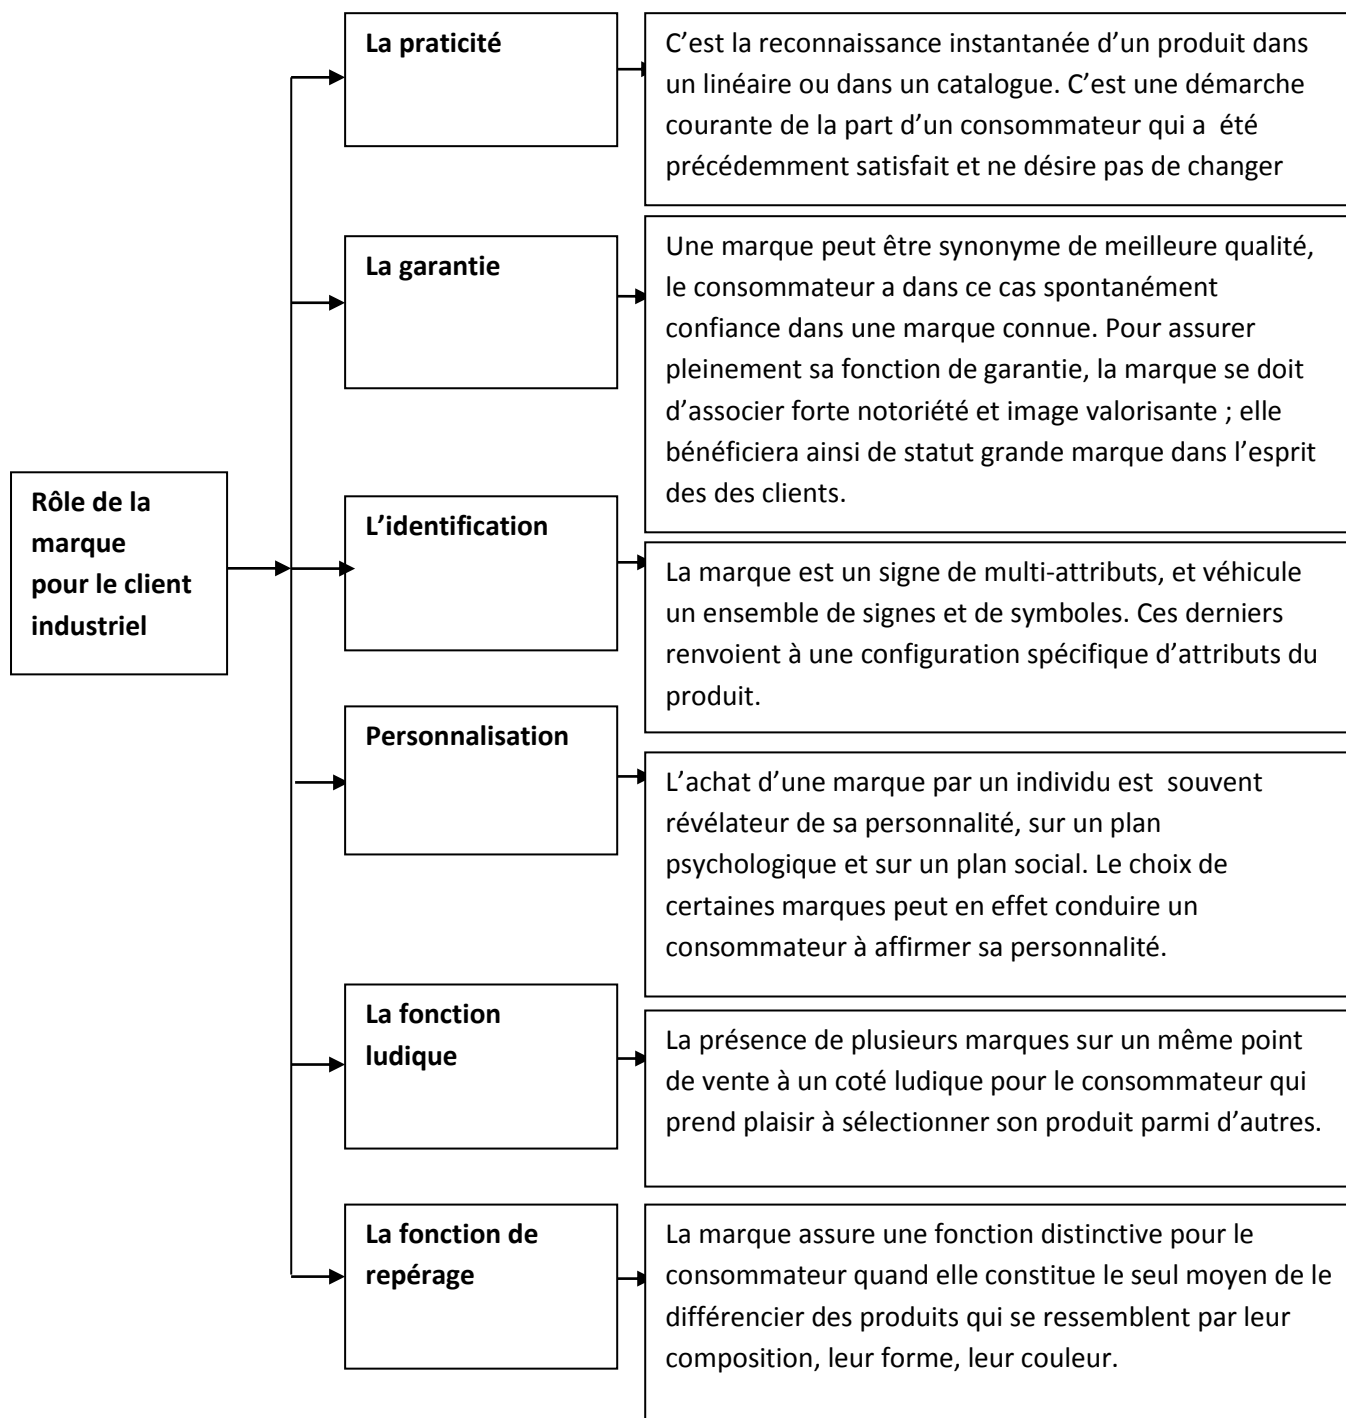 La praticité
C’est la reconnaissance instantanée d’un produit dans
un linéaire ou dans un catalogue. C’est une démarche
courante de la part d’un consommateur qui a  été
précédemment satisfait et ne désire pas de changer
La garantie
Une marque peut être synonyme de meilleure qualité,
le consommateur a dans ce cas spontanément
confiance dans une marque connue. Pour assurer
pleinement sa fonction de garantie, la marque se doit
d’associer forte notoriété et image valorisante ; elle
bénéficiera ainsi de statut grande marque dans l’esprit
des des clients.
Rôle de la
marque
pour le client
industriel
L’identification
La marque est un signe de multi-attributs, et véhicule
un ensemble de signes et de symboles. Ces derniers
renvoient à une configuration spécifique d’attributs du
produit.
Personnalisation
L’achat d’une marque par un individu est  souvent
révélateur de sa personnalité, sur un plan
psychologique et sur un plan social. Le choix de
certaines marques peut en effet conduire un
consommateur à affirmer sa personnalité.
La fonction
ludique
La présence de plusieurs marques sur un même point
de vente à un coté ludique pour le consommateur qui
prend plaisir à sélectionner son produit parmi d’autres.
La fonction de
repérage
La marque assure une fonction distinctive pour le
consommateur quand elle constitue le seul moyen de le
différencier des produits qui se ressemblent par leur
composition, leur forme, leur couleur.